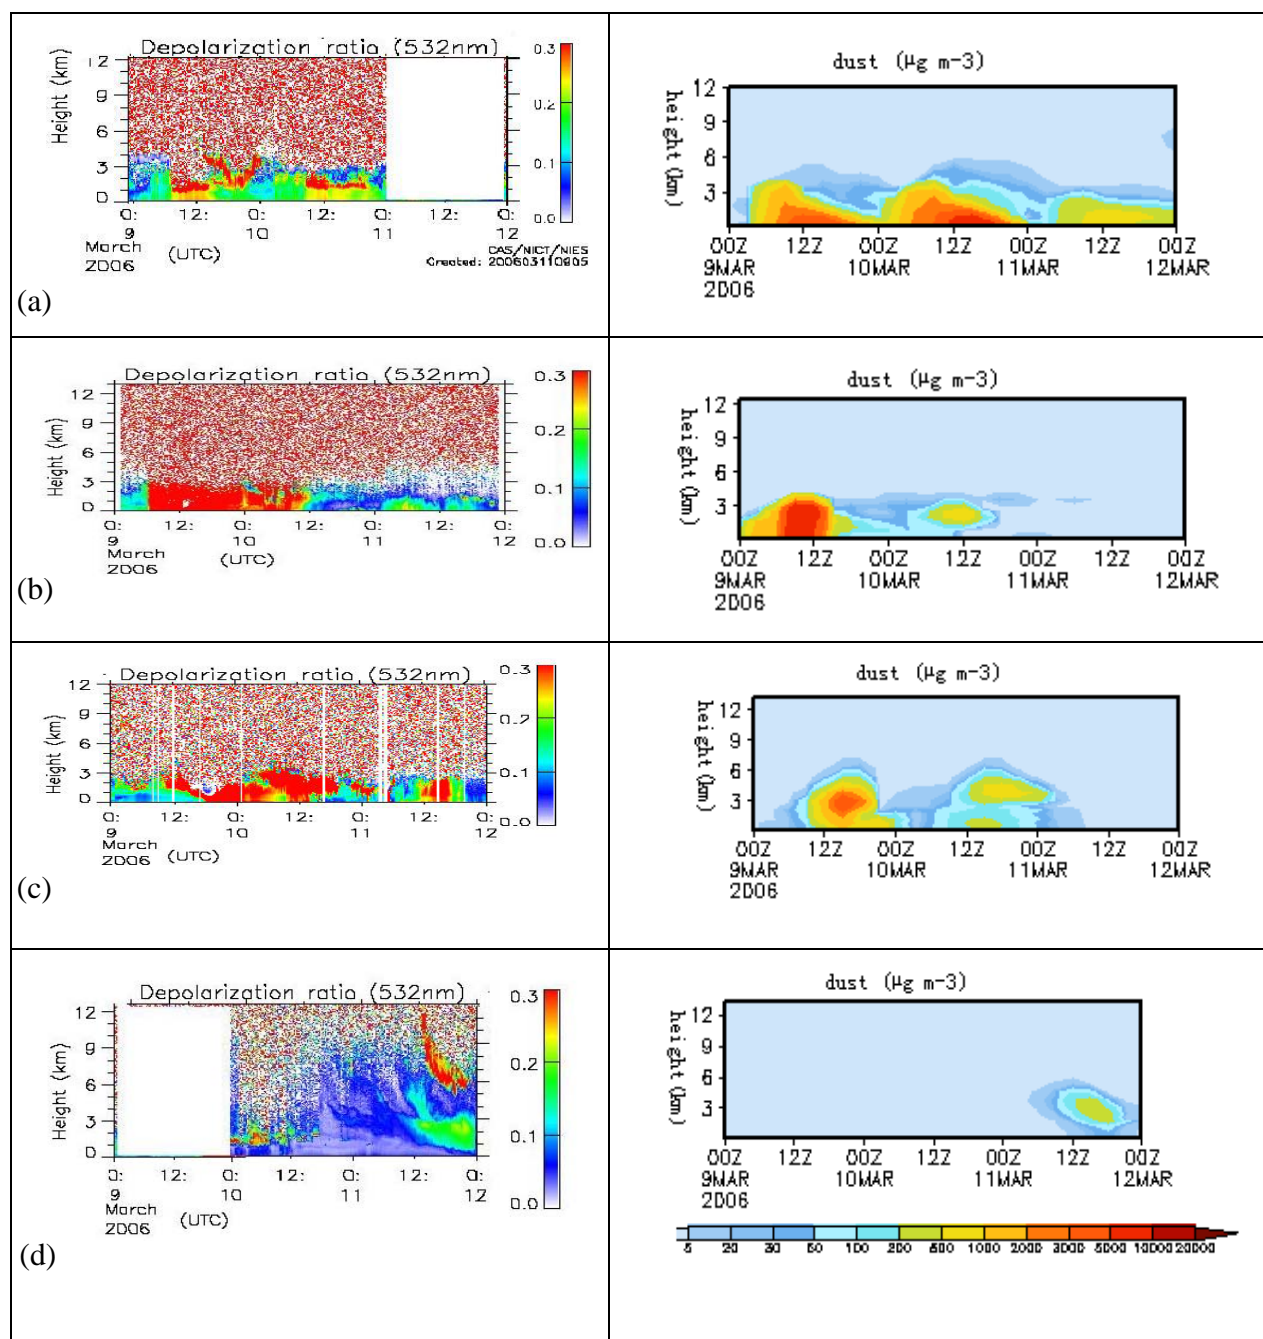 Depolarization ratio (532nm)
Height (km)
12
9
6
3
0
0.3
0.2
0.1
0.0
0: 12: 0: 12: 0: 12: 0:
9 10 11 12
March
2006 (UTC)
CAS/NICT/NIES
Created: 200603110905
(a)
dust (μg m-3)
height(km)
12
9
6
3
00Z 12Z 00Z 12Z 00Z 12Z 00Z
9MAR 10MAR 11MAR 12MAR
2006
Depolarization ratio (532nm)
Height (km)
12
9
6
3
0
0.3
0.2
0.1
0.0
0: 12: 0: 12: 0: 12: 0:
9 10 11 12
March
2006 (UTC)
(b)
dust (μg m-3)
height(km)
12
9
6
3
00Z 12Z 00Z 12Z 00Z 12Z 00Z
9MAR 10MAR 11MAR 12MAR
2006
Depolarization ratio (532nm)
Height (km)
12
9
6
3
0
0.3
0.2
0.1
0.0
0: 12: 0: 12: 0: 12: 0:
9 10 11 12
March
2006 (UTC)
(c)
dust (μg m-3)
height(km)
12
9
6
3
00Z 12Z 00Z 12Z 00Z 12Z 00Z
9MAR 10MAR 11MAR 12MAR
2006
Depolarization ratio (532nm)
Height (km)
12
9
6
3
0
0.3
0.2
0.1
0.0
0: 12: 0: 12: 0: 12: 0:
9 10 11 12
March
2006 (UTC)
(d)
dust (μg m-3)
height(km)
12
9
6
3
00Z 12Z 00Z 12Z 00Z 12Z 00Z
9MAR 10MAR 11MAR 12MAR
2006
5 20 30 50 100 200 500 1000 2000 3000 5000 10000 20000